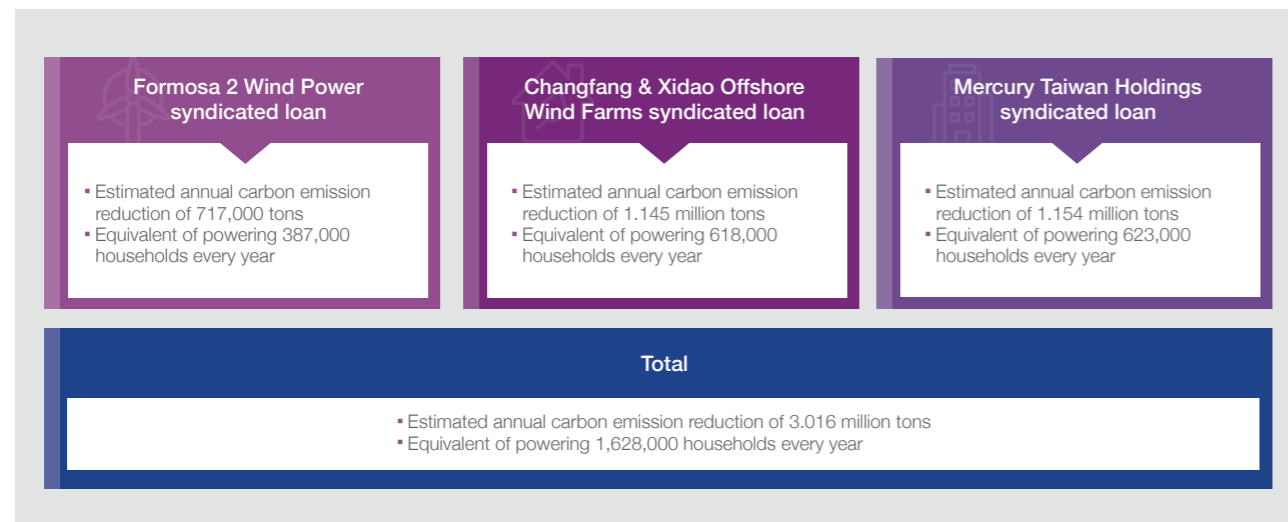 Formosa 2 Wind Power
syndicated loan
▪ Estimated annual carbon emission
reduction of 717,000 tons
▪ Equivalent of powering 387,000
households every year
Changfang & Xidao Offshore
Wind Farms syndicated loan
▪ Estimated annual carbon emission
reduction of 1.145 million tons
▪ Equivalent of powering 618,000
households every year
Mercury Taiwan Holdings
syndicated loan
▪ Estimated annual carbon emission
reduction of 1.154 million tons
▪ Equivalent of powering 623,000
households every year
Total
▪ Estimated annual carbon emission reduction of 3.016 million tons
▪ Equivalent of powering 1,628,000 households every year